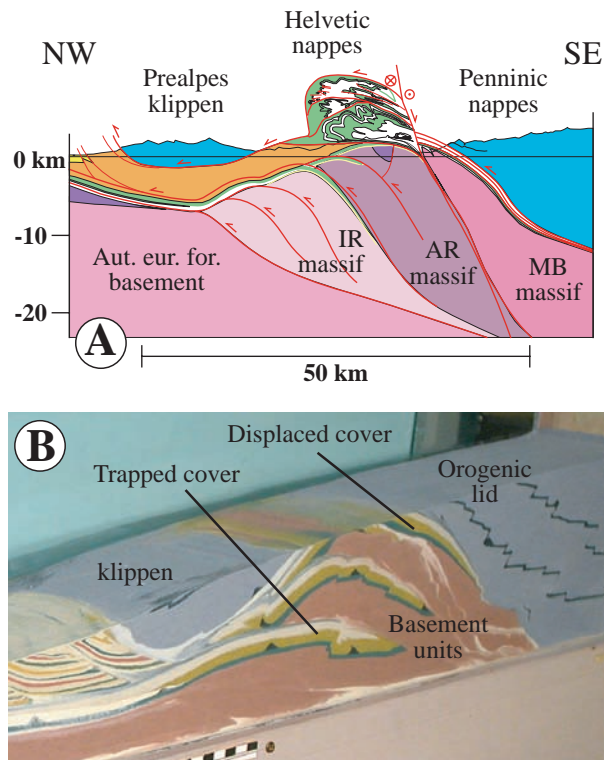 NW
Helvetic
nappes
SE
Prealpes
klippen
Penninic
nappes
0 km
-10
-20
Aut. eur. for.
basement
IR
massif
AR
massif
MB
massif
A
50 km
B
Displaced cover
Trapped cover
Orogenic
lid
klippen
Basement
units